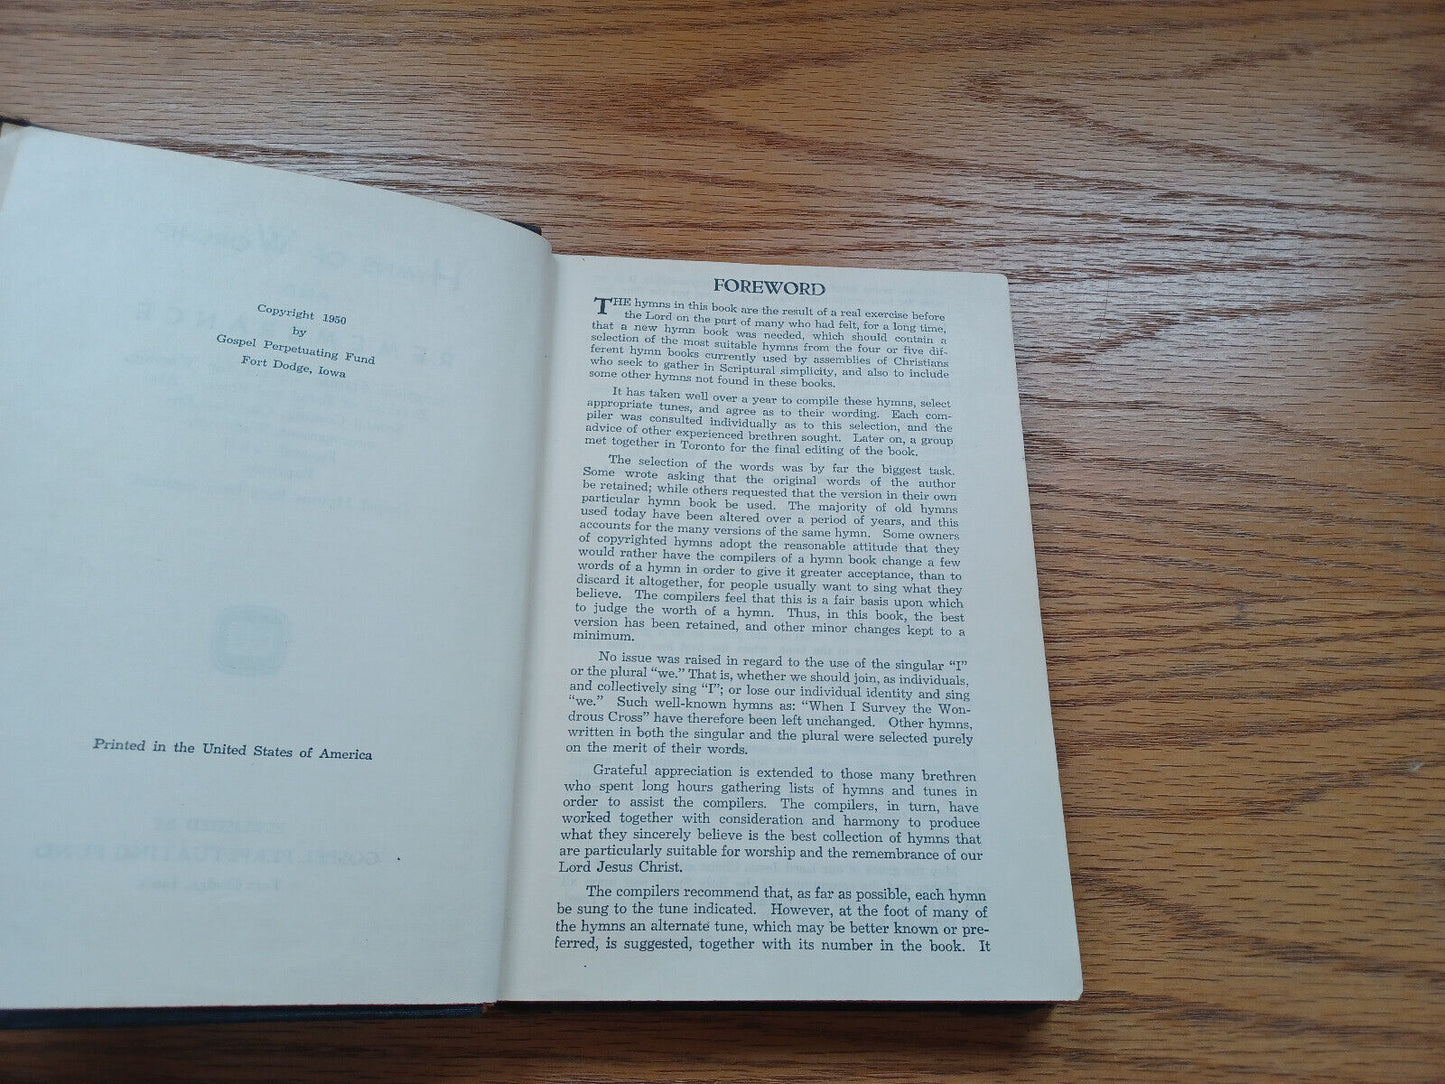 Copyright 1950
by
Gospel Perpetuating Fund
Fort Dodge, Iowa
Printed in the United States of America
FOREWORD
THE hymns in this book are the result of a real exercise before
the Lord on the part of many who had felt, for a long time,
that a new hymn book was needed, which should contain a
selection of the most suitable hymns from the four or five dif-
ferent hymn books currently used by assemblies of Christians
who seek to gather in Scriptural simplicity, and also to include
some other hymns not found in these books.
It has taken well over a year to compile these hymns, select
appropriate tunes, and agree as to their wording. Each com-
piler was consulted individually as to this selection, and the
advice of other experienced brethren sought. Later on, a group
met together in Toronto for the final editing of the book.
The selection of the words was by far the biggest task.
Some wrote asking that the original words of the author
be retained; while others requested that the version in their own
particular hymn book be used. The majority of old hymns
used today have been altered over a period of years, and this
accounts for the many versions of the same hymn. Some owners
of copyrighted hymns adopt the reasonable attitude that they
would rather have the compilers of a hymn book change a few
words of a hymn in order to give it greater acceptance, than to
discard it altogether, for people usually want to sing what they
believe. The compilers feel that this is a fair basis upon which
to judge the worth of a hymn. Thus, in this book, the best
version has been retained, and other minor changes kept to a
minimum.
No issue was raised in regard to the use of the singular “I”
or the plural “we.” That is, whether we should join, as individuals,
and collectively sing “I”; or lose our individual identity and sing
“we.” Such well-known hymns as: “When I Survey the Won-
drous Cross” have therefore been left unchanged. Other hymns,
written in both the singular and the plural were selected purely
on the merit of their words.
Grateful appreciation is extended to those many brethren
who spent long hours gathering lists of hymns and tunes in
order to assist the compilers. The compilers, in turn, have
worked together with consideration and harmony to produce
what they sincerely believe is the best collection of hymns that
are particularly suitable for worship and the remembrance of our
Lord Jesus Christ.
The compilers recommend that, as far as possible, each hymn
be sung to the tune indicated. However, at the foot of many of
the hymns an alternate tune, which may be better known or pre-
ferred, is suggested, together with its number in the book. It